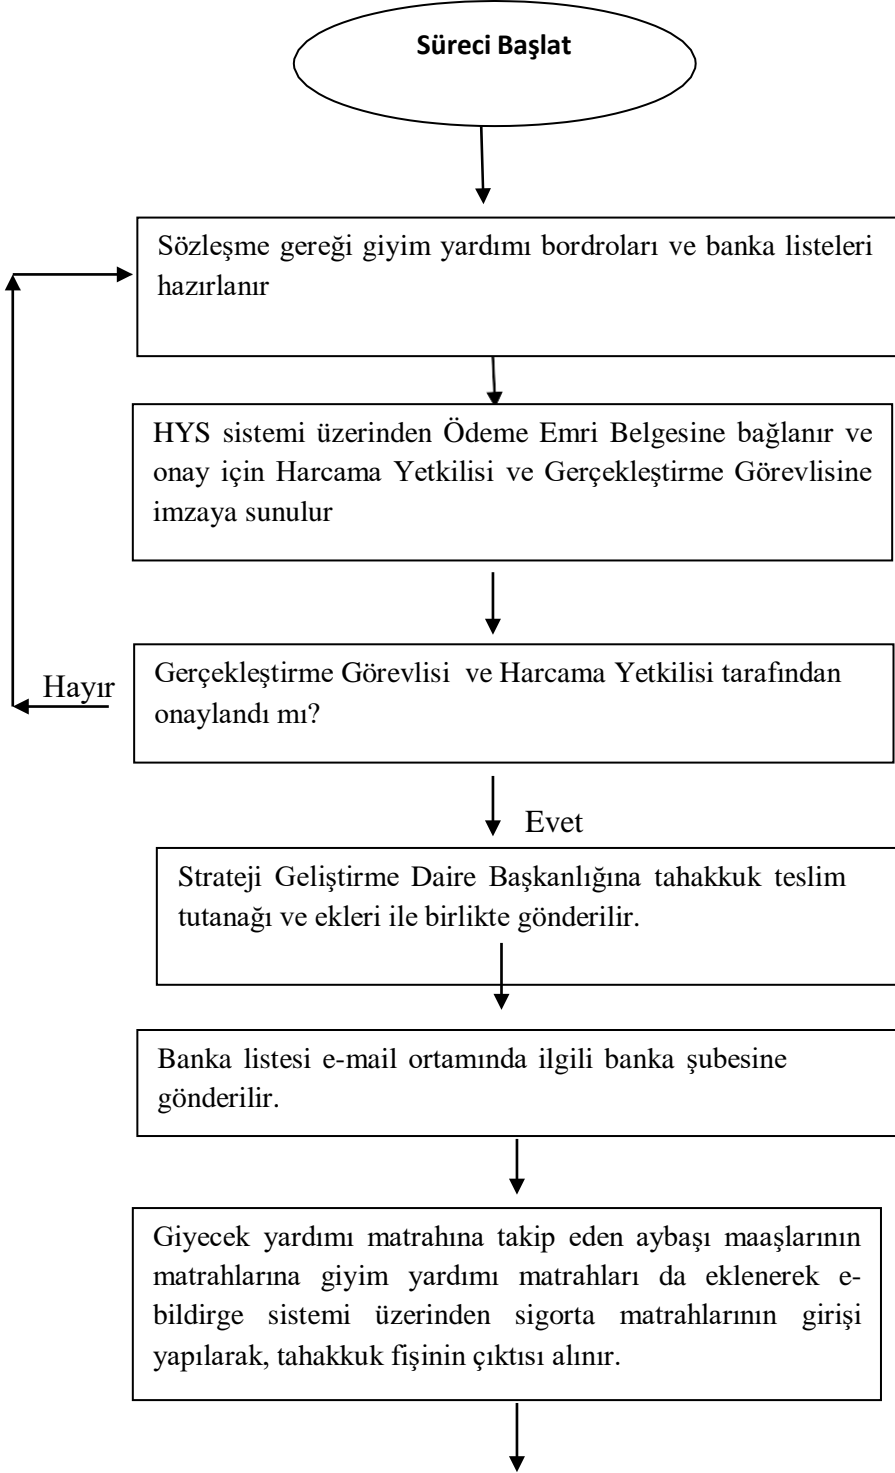 Süreci Başlat
Sözleşme gereği giyim yardımı bordroları ve banka listeleri
hazırlanır
HYS sistemi üzerinden Ödeme Emri Belgesine bağlanır ve
onay için Harcama Yetkilisi ve Gerçekleştirme Görevlisine
imzaya sunulur
Gerçekleştirme Görevlisi ve Harcama Yetkilisi tarafından
onaylandı mı?
Hayır
Evet
Strateji Geliştirme Daire Başkanlığına tahakkuk teslim
tutanağı ve ekleri ile birlikte gönderilir.
Banka listesi e-mail ortamında ilgili banka şubesine
gönderilir.
Giyecek yardımı matrahına takip eden aybaşı maaşlarının
matrahlarına giyim yardımı matrahları da eklenerek e-
bildirge sistemi üzerinden sigorta matrahlarının girişi
yapılarak, tahakkuk fişinin çıktısı alınır.